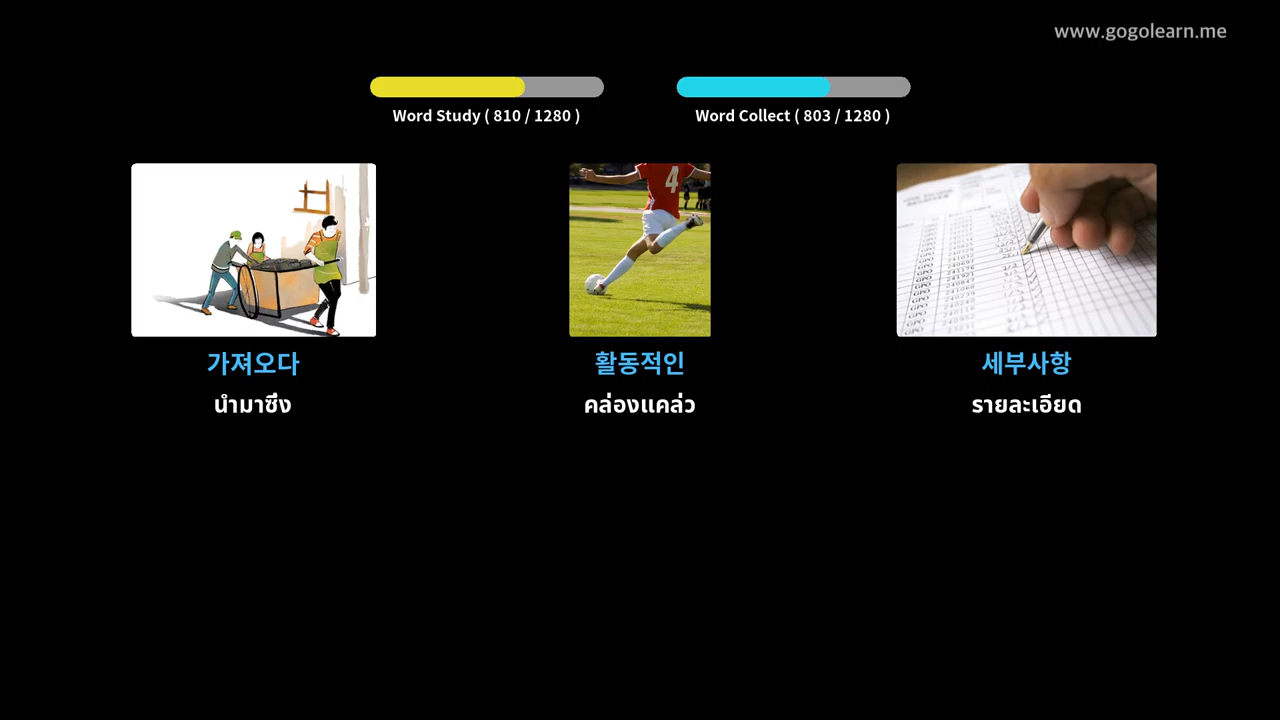 www.gogolearn.me
Word Study ( 810 / 1280 )
Word Collect ( 803 / 1280 )
4
가져오다
활동적인
세부사항
นำมาซึ่ง
คล่องแคล่ว
รายละเอียด